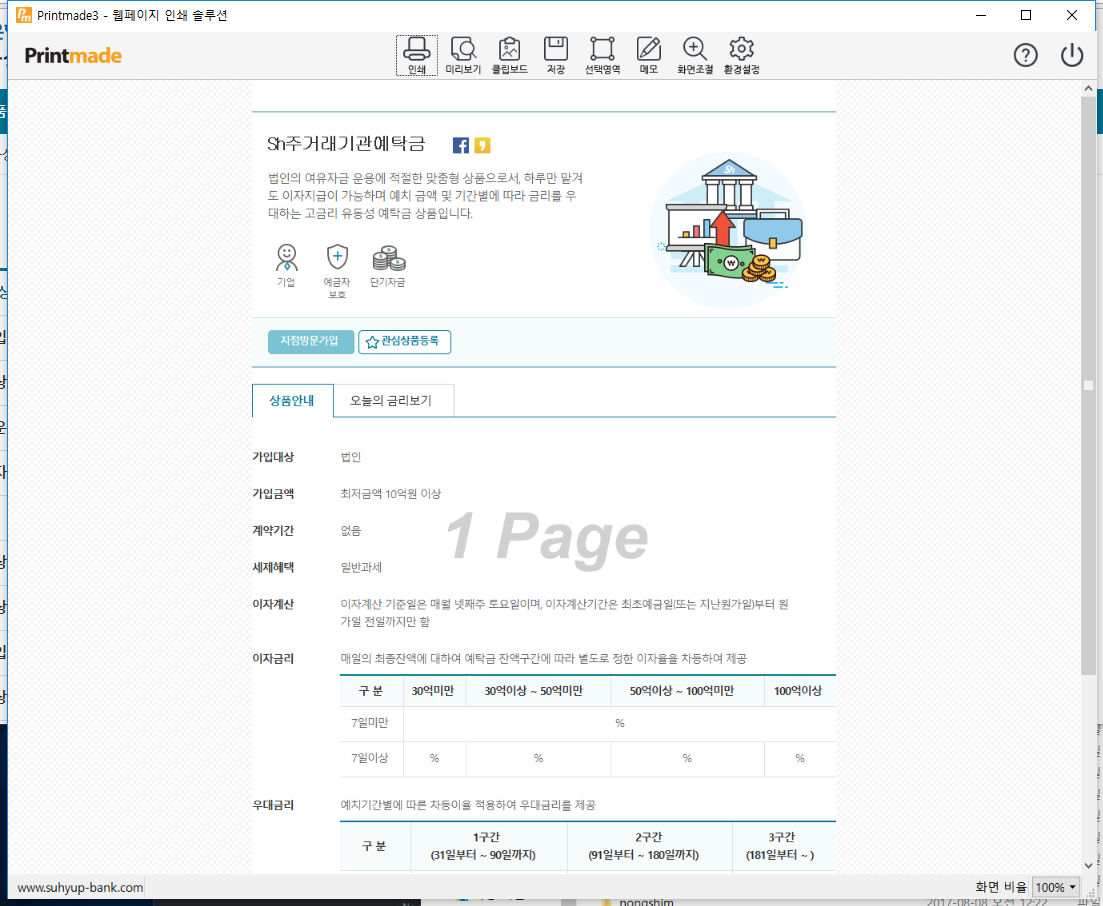 Printmade3 - 웹페이지 인쇄 솔루션
Printmade
인쇄 미리보기 클립보드 저장 선택영역 메모 화면조절 환경설정
Sh주거래기관예탁금
법인의 여유자금 운용에 적절한 맞춤형 상품으로서, 하루만 맡겨
도 이자지급이 가능하며 예치 금액 및 기간별에 따라 금리를 우
대하는 고금리 유동성 예탁금 상품입니다.
Sh
기업 예금자 단기자금
보호
지점방문가입 관심상품등록
상품안내 오늘의 금리보기
가입대상 법인
가입금액 최저금액 10억원 이상
계약기간 없음
1 Page
세제혜택 일반과세
이자계산 이자계산 기준일은 매월 넷째주 토요일이며, 이자계산기간은 최초예금일(또는 지난원가일)부터 원
가일 전일까지만 함
이자금리 매일의 최종잔액에 대하여 예탁금 잔액구간에 따라 별도로 정한 이자율을 차등하여 제공
구 분 30억미만 30억이상 ~ 50억미만 50억이상 ~ 100억미만 100억이상
7일미만 %
7일이상 % % % %
우대금리 예치기간별에 따른 차등이율 적용하여 우대금리를 제공
구 분 1구간 2구간 3구간
(31일부터 ~ 90일까지) (91일부터 ~ 180일까지) (181일부터 ~ )
www.suhyup-bank.com 화면 비율 100%
nongshim
2017-08-08 오전 12:22